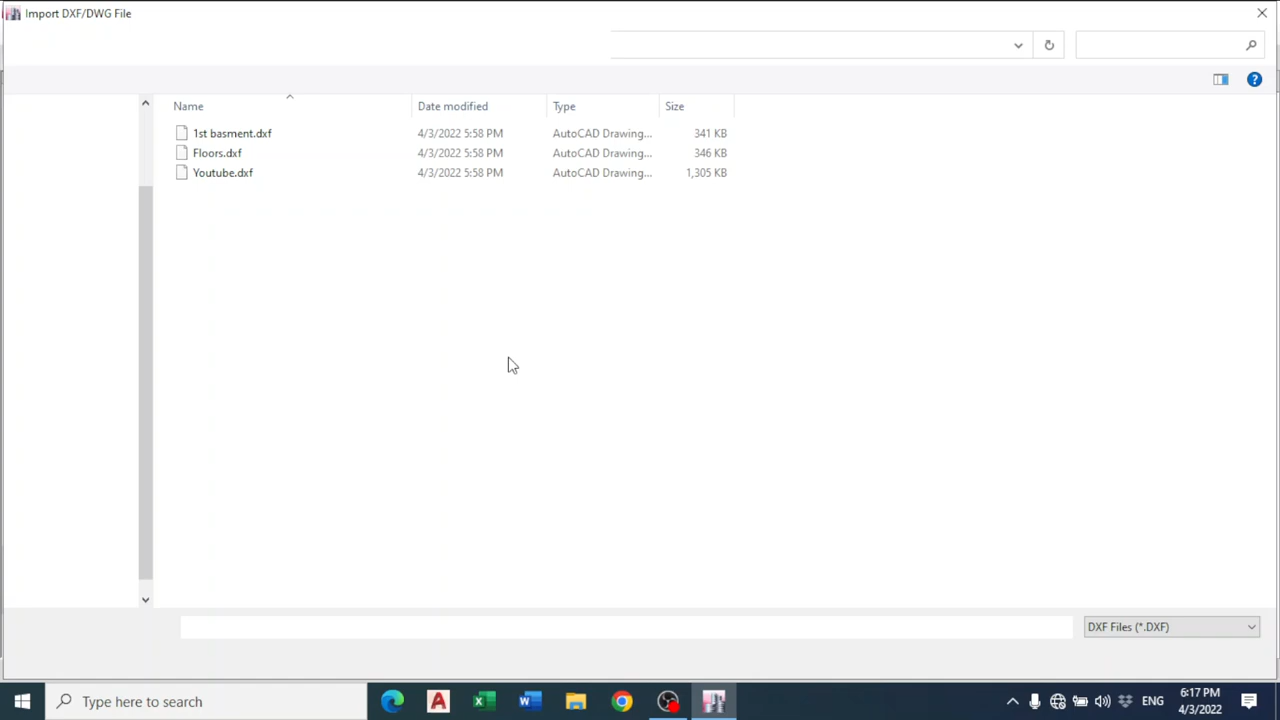 Import DXF/DWG File
Name Date modified Type Size
1st basment.dxf 4/3/2022 5:58 PM AutoCAD Drawing... 341 KB
Floors.dxf 4/3/2022 5:58 PM AutoCAD Drawing... 346 KB
Youtube.dxf 4/3/2022 5:58 PM AutoCAD Drawing... 1,305 KB
DXF Files (*.DXF)
Type here to search
ENG
6:17 PM
4/3/2022